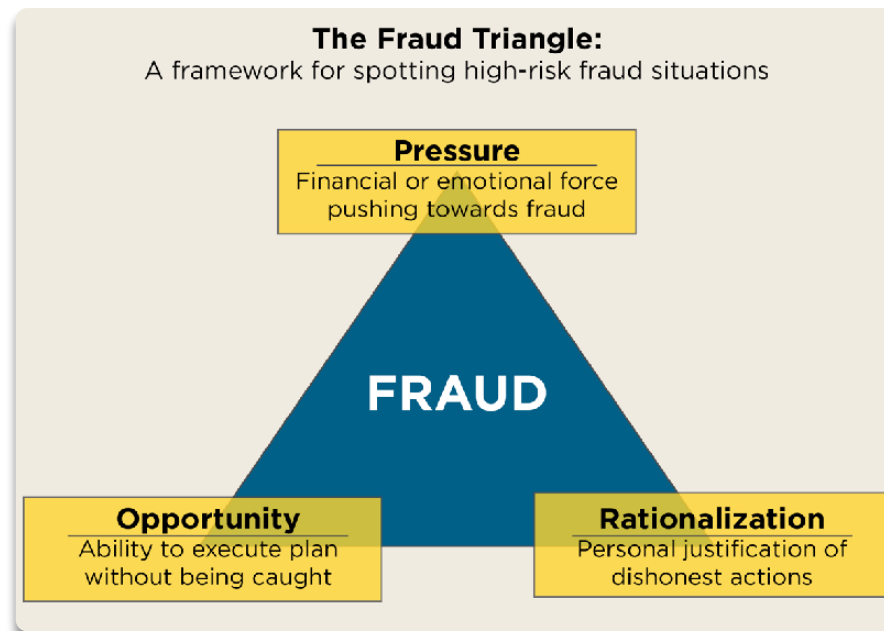 The Fraud Triangle:
A framework for spotting high-risk fraud situations
Pressure
Financial or emotional force
pushing towards fraud
FRAUD
Opportunity
Ability to execute plan
without being caught
Rationalization
Personal justification of
dishonest actions